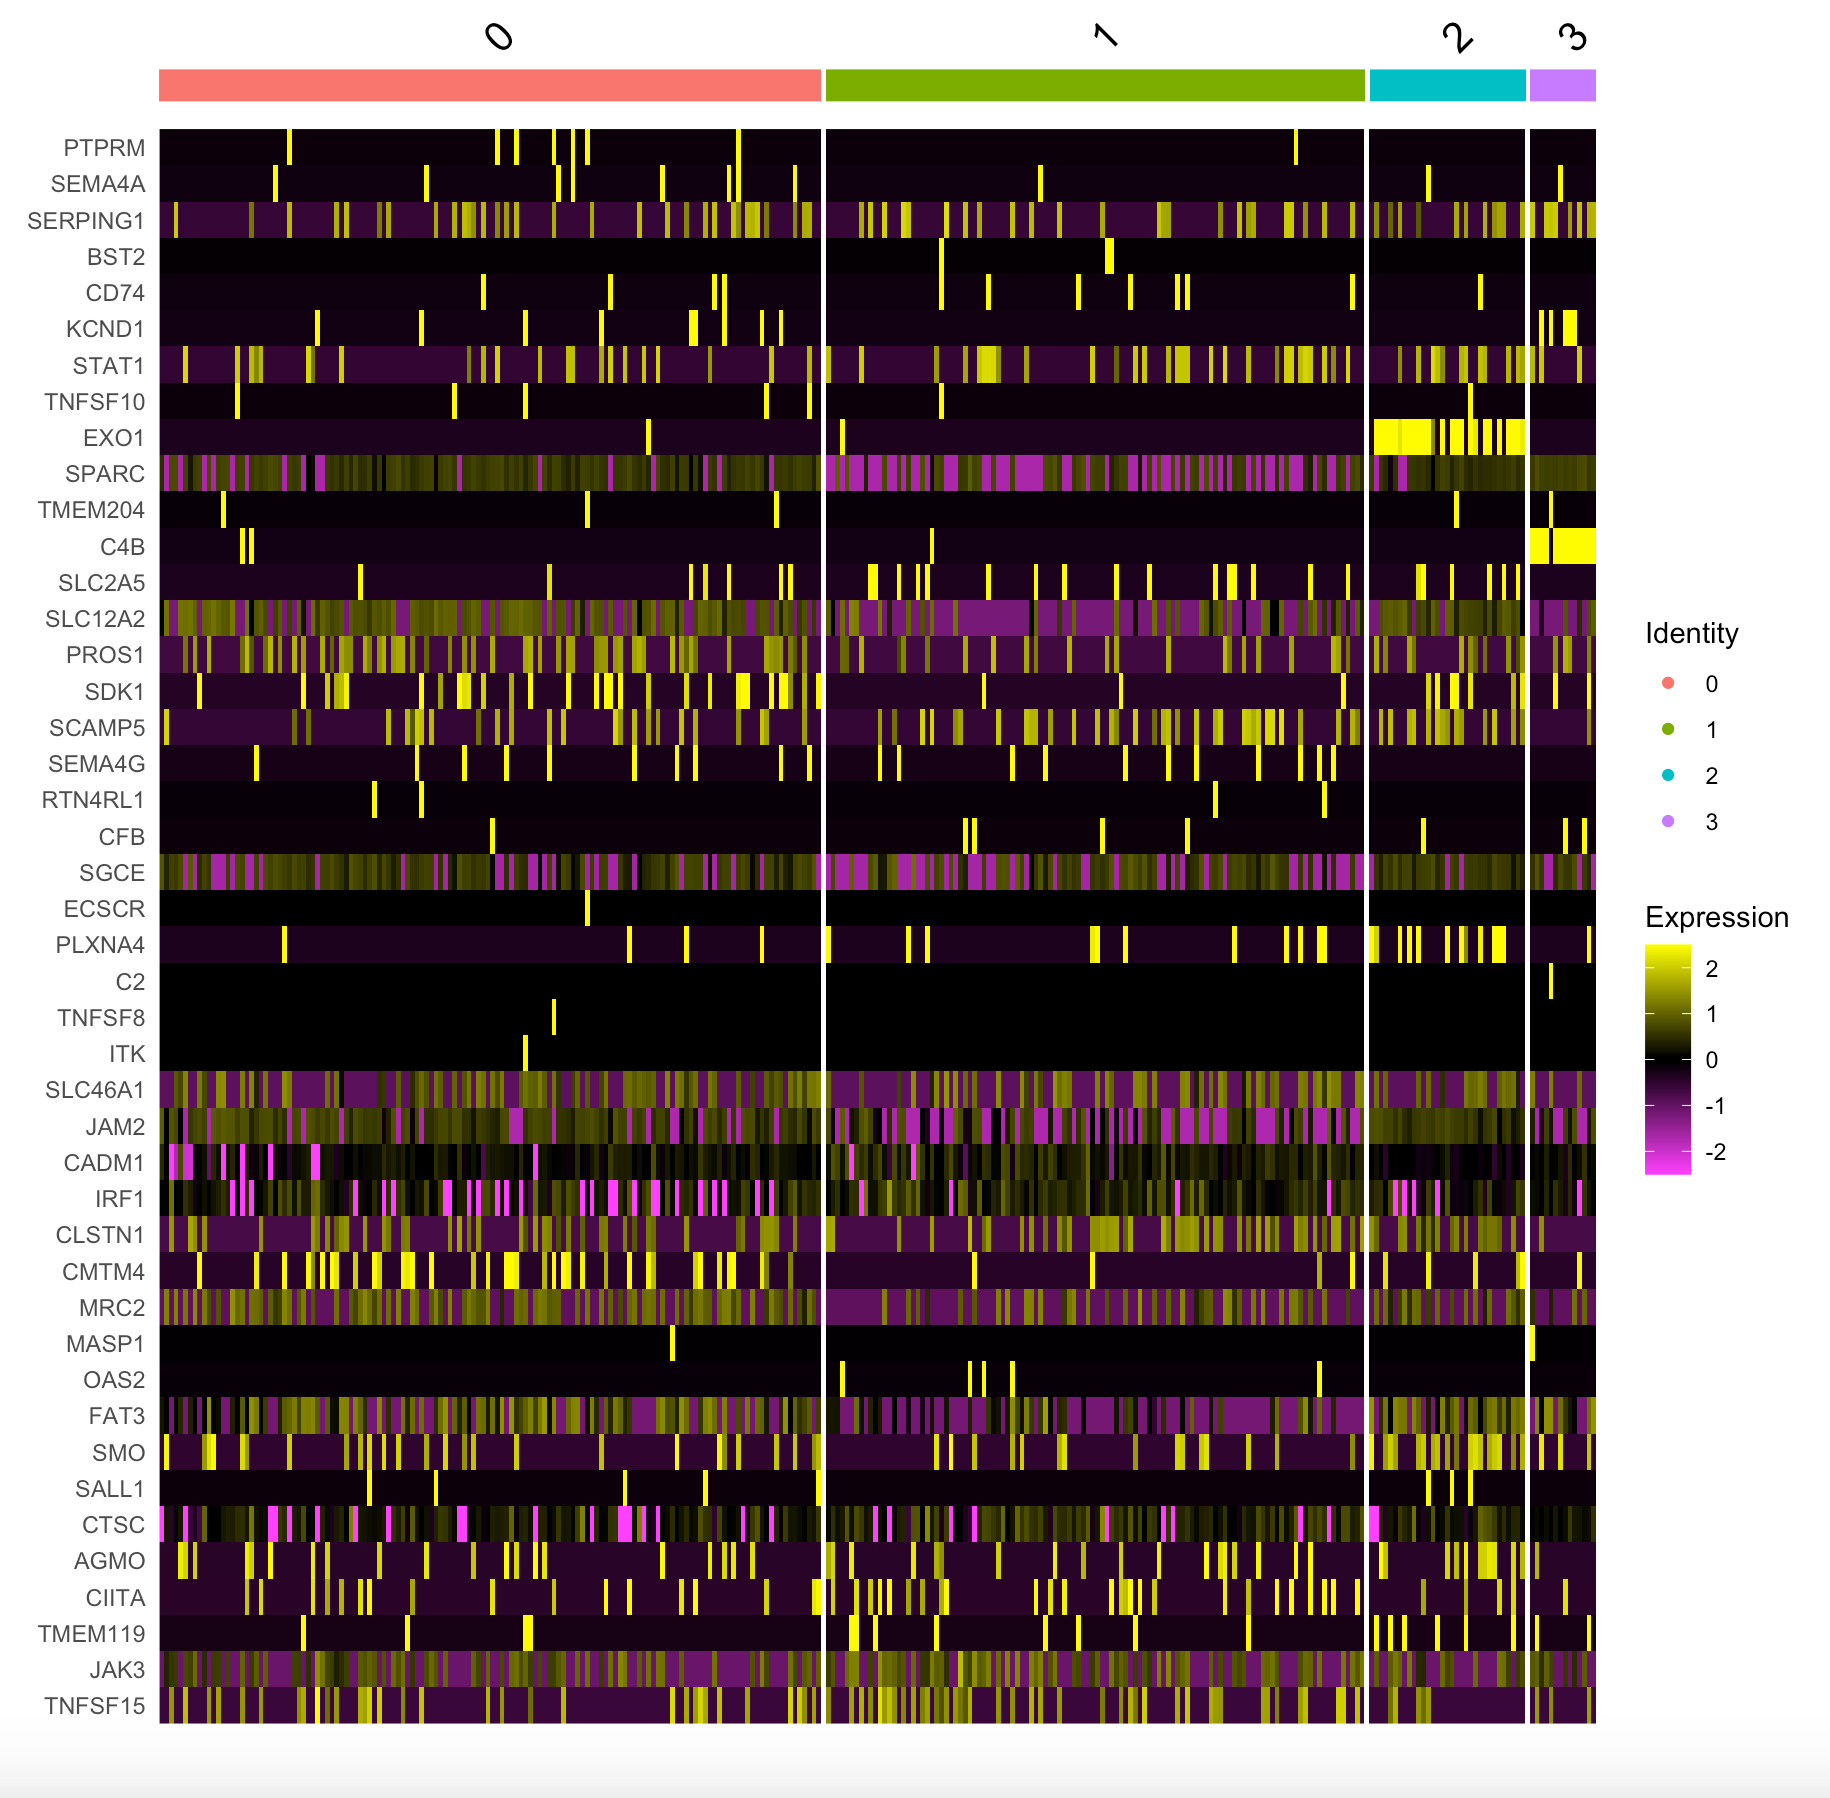 0 1 2 3
PTPRM
SEMA4A
SERPING1
BST2
CD74
KCND1
STAT1
TNFSF10
EXO1
SPARC
TMEM204
C4B
SLC2A5
SLC12A2
PROS1
SDK1
SCAMP5
SEMA4G
RTN4RL1
CFB
SGCE
ECSCR
PLXNA4
C2
TNFSF8
ITK
SLC46A1
JAM2
CADM1
IRF1
CLSTN1
CMTM4
MRC2
MASP1
OAS2
FAT3
SMO
SALL1
CTSC
AGMO
CIITA
TMEM119
JAK3
TNFSF15
Identity
0
1
2
3
Expression
2
1
0
-1
-2